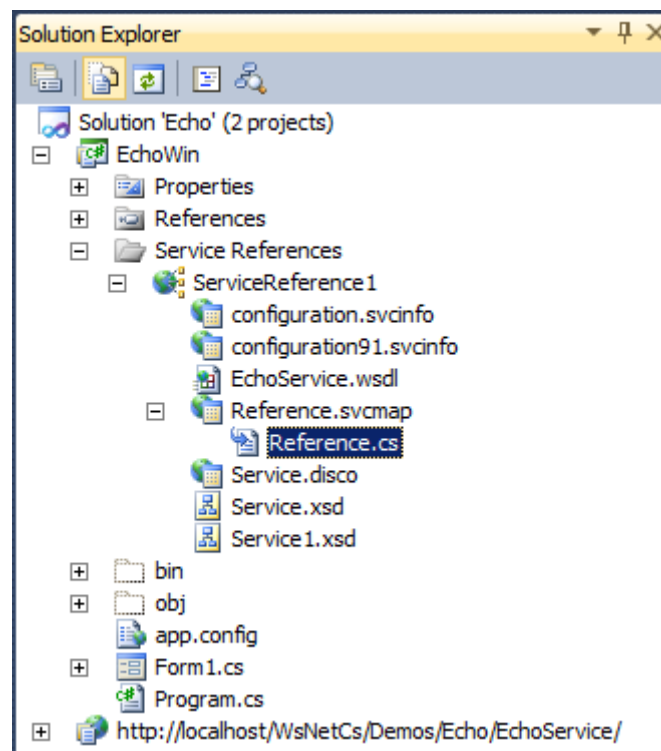 Solution Explorer
Solution 'Echo' (2 projects)
EchoWin
Properties
References
Service References
ServiceReference1
configuration.svcinfo
configuration91.svcinfo
EchoService.wsdl
Reference.svcmap
Reference.cs
Service.disco
Service.xsd
Service1.xsd
bin
obj
app.config
Form1.cs
Program.cs
http://localhost/WsNetCs/Demos/Echo/EchoService/